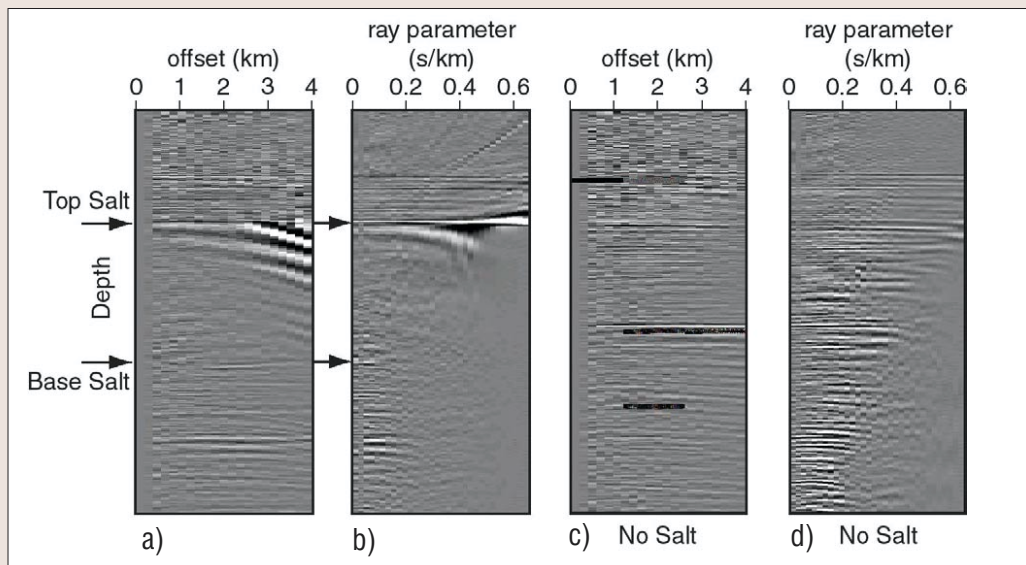 offset (km)
0 1 2 3 4
ray parameter
(s/km)
0 0.2 0.4 0.6
offset (km)
0 1 2 3 4
ray parameter
(s/km)
0 0.2 0.4 0.6
Top Salt
Depth
Base Salt
a)
b)
c) No Salt
d) No Salt